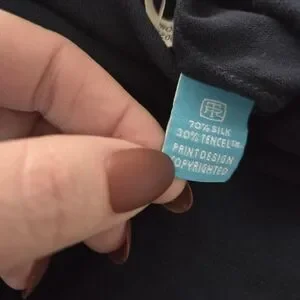 70% SILK
30% TENCEL™
PRINT DESIGN
COPYRIGHTED